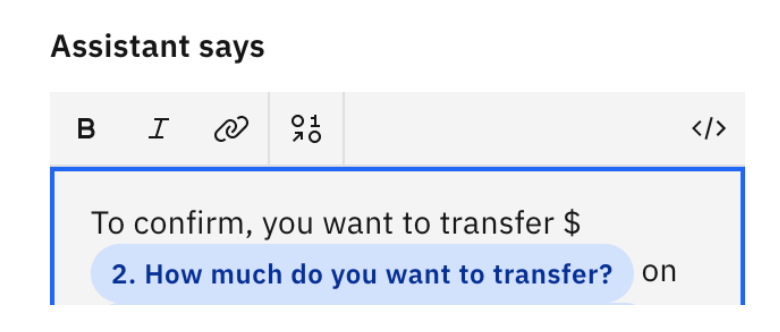 Assistant says
B I </>
To confirm, you want to transfer $
2. How much do you want to transfer? on